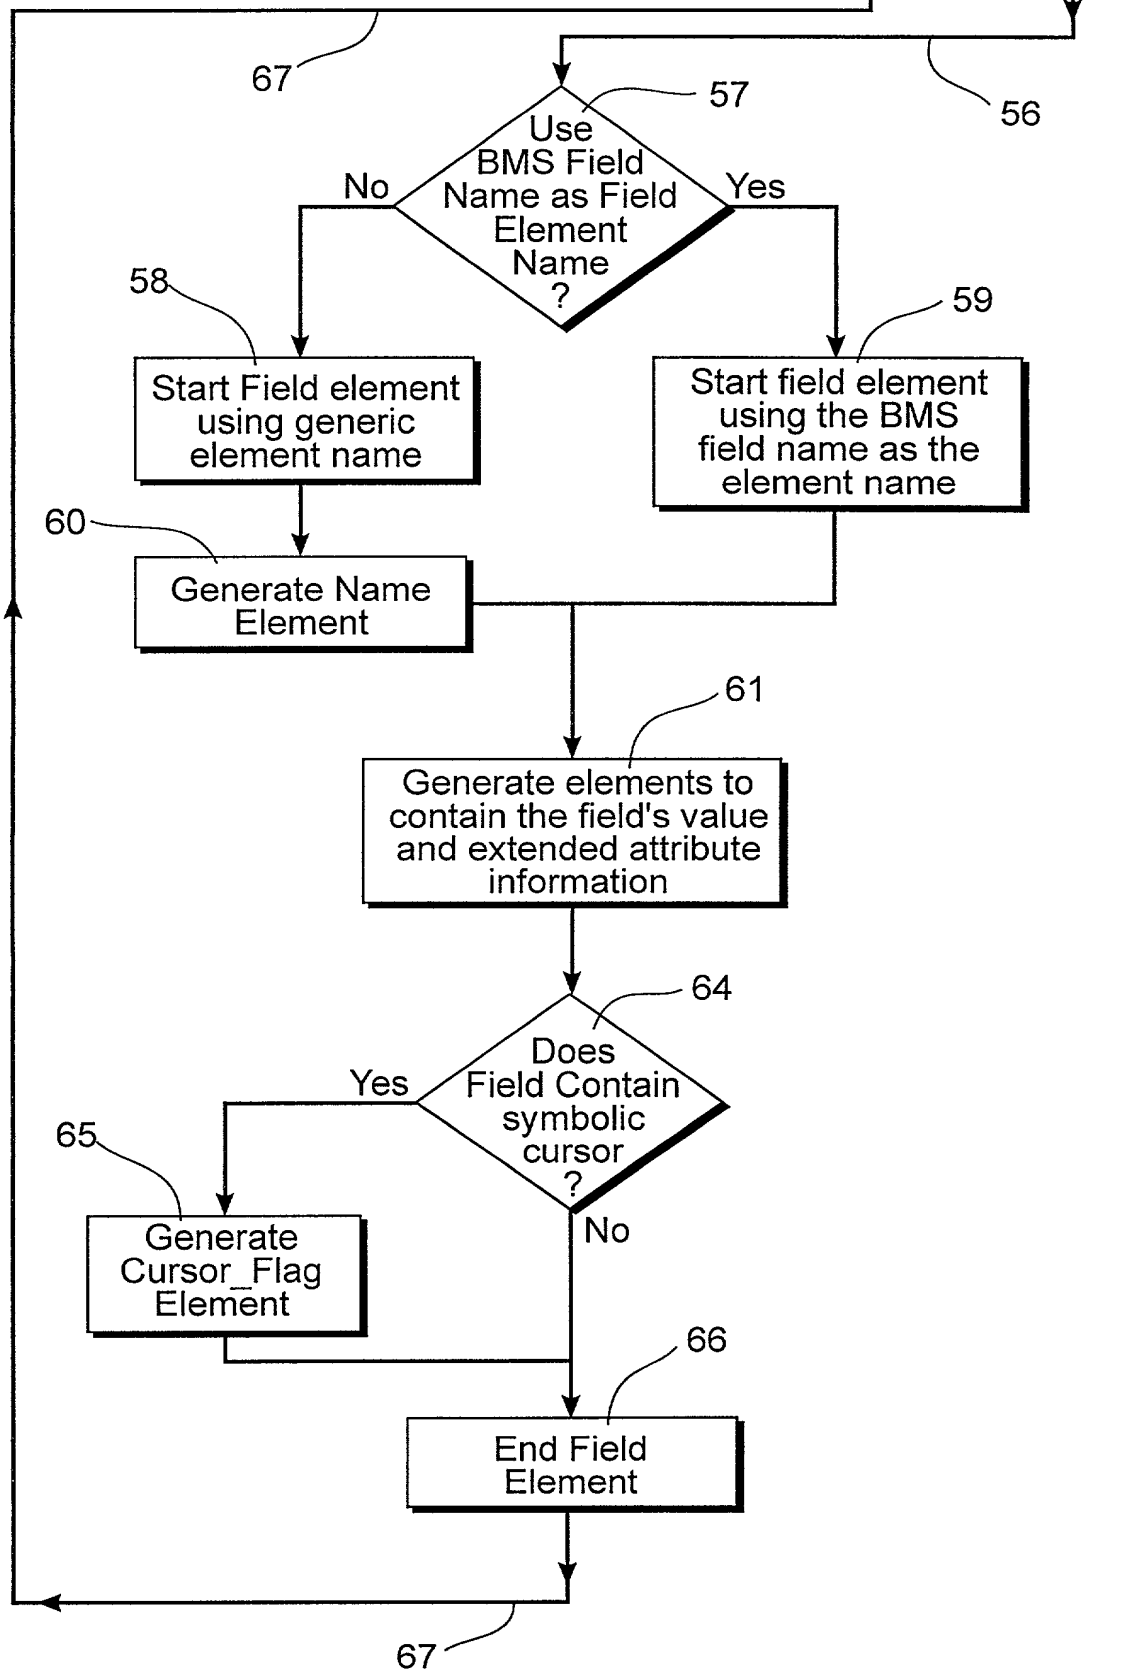 67
56
57
Use
BMS Field
Name as Field
Element
Name
?
No
Yes
58
Start Field element
using generic
element name
59
Start field element
using the BMS
field name as the
element name
60
Generate Name
Element
61
Generate elements to
contain the field's value
and extended attribute
information
64
Does
Field Contain
symbolic
cursor
?
Yes
No
65
Generate
Cursor_Flag
Element
66
End Field
Element
67